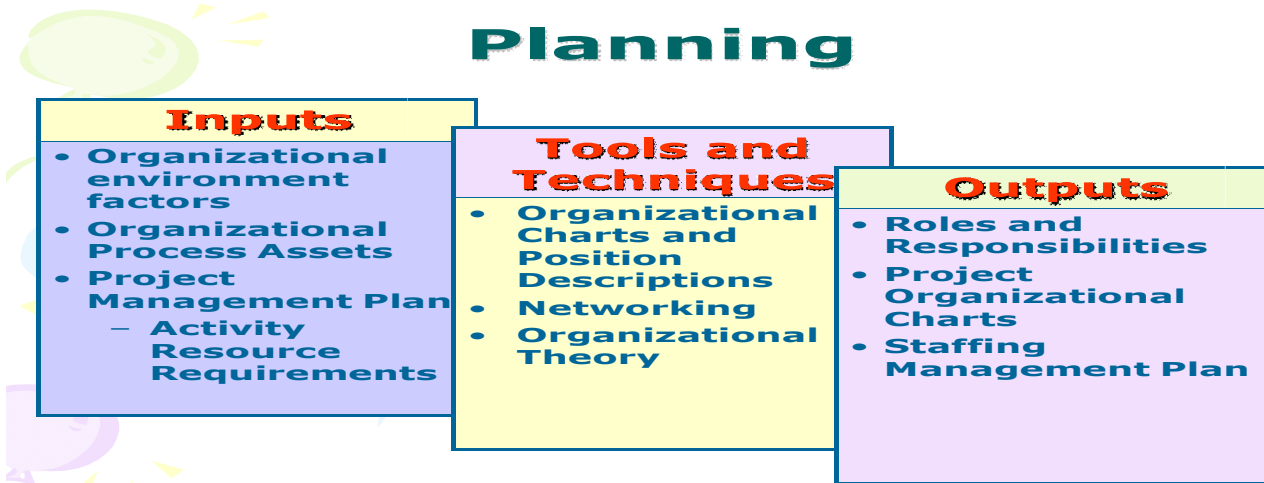 Planning
Inputs
• Organizational
environment
factors
• Organizational
Process Assets
• Project
Management Plan
– Activity
Resource
Requirements
Tools and
Techniques
• Organizational
Charts and
Position
Descriptions
• Networking
• Organizational
Theory
Outputs
• Roles and
Responsibilities
• Project
Organizational
Charts
• Staffing
Management Plan